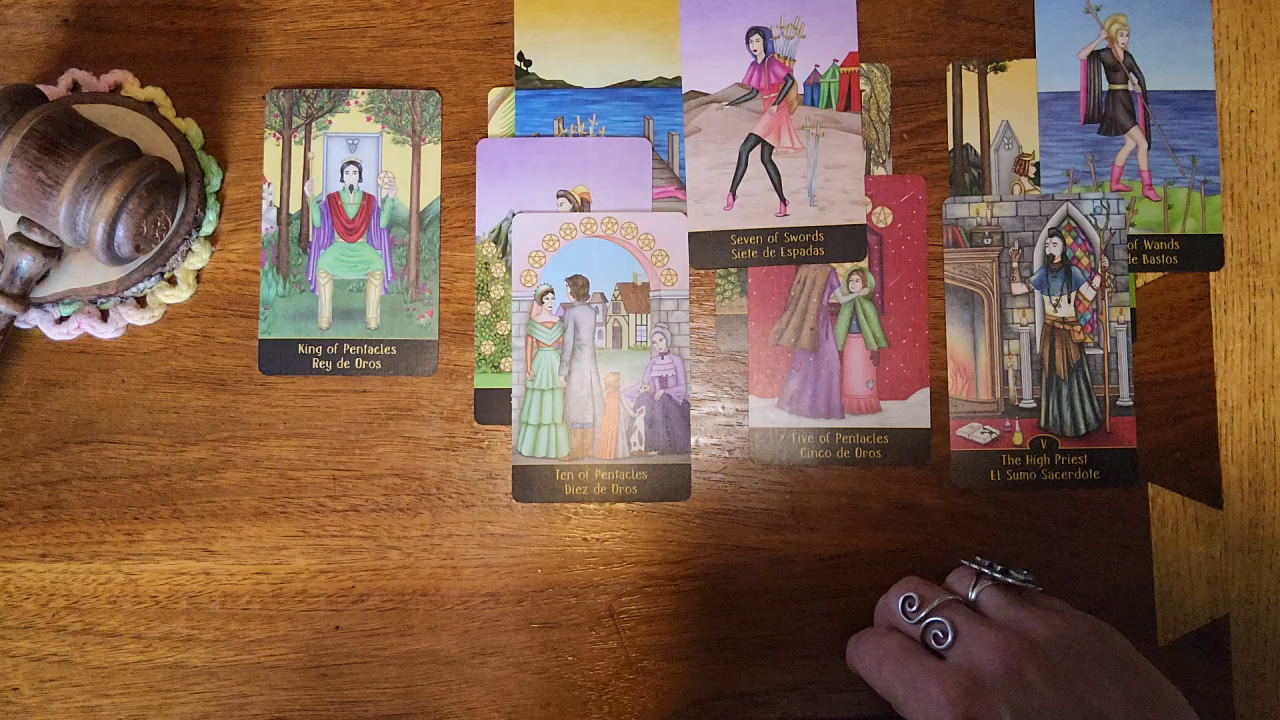 King of Pentacles
Rey de Oros
Ten of Pentacles
Diez de Oros
Seven of Swords
Siete de Espadas
Five of Pentacles
Cinco de Oros
of Wands
de Bastos
V
The High Priest
El Sumo Sacerdote